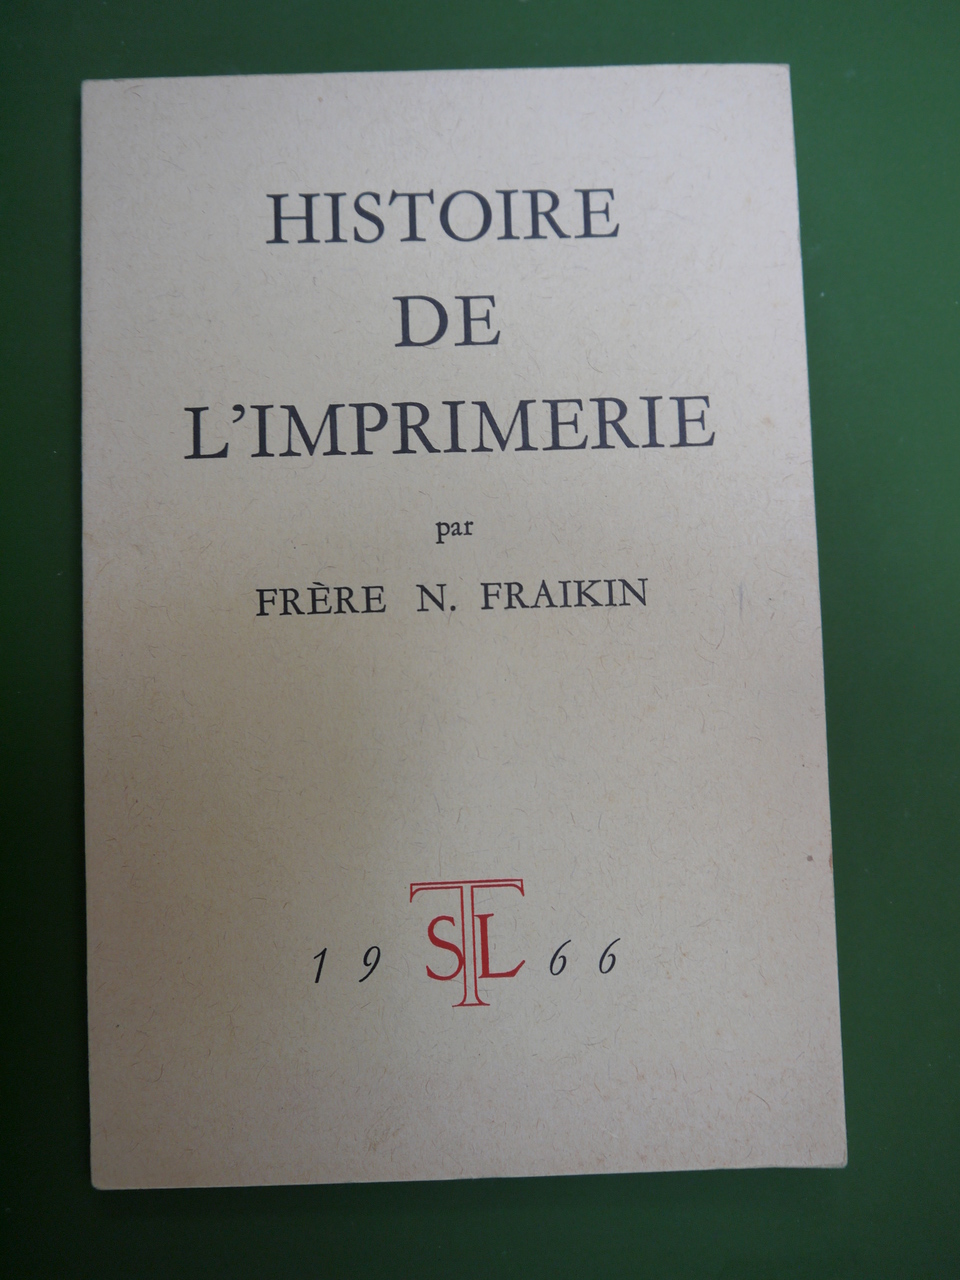 HISTOIRE
DE
L'IMPRIMERIE
par
FRÈRE N. FRAIKIN
19 STL 66